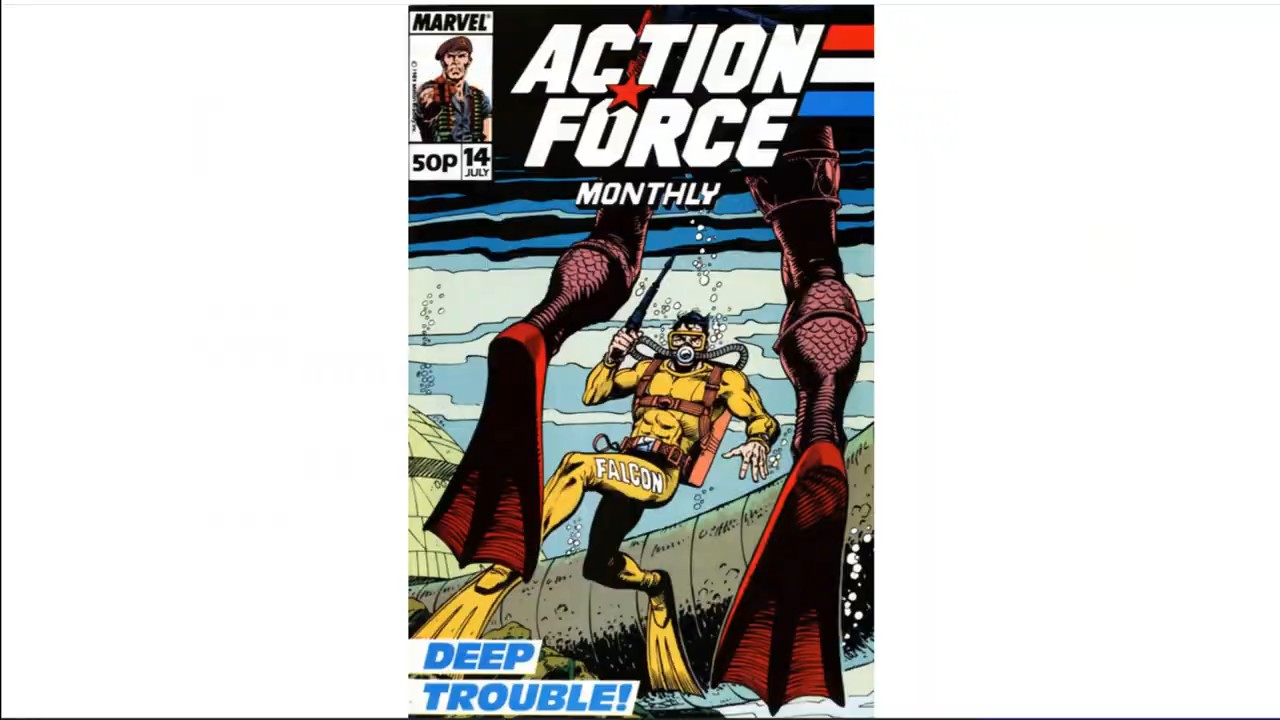 MARVEL
ACTION
FORCE
MONTHLY
50P
14
JULY
FALCON
DEEP
TROUBLE!